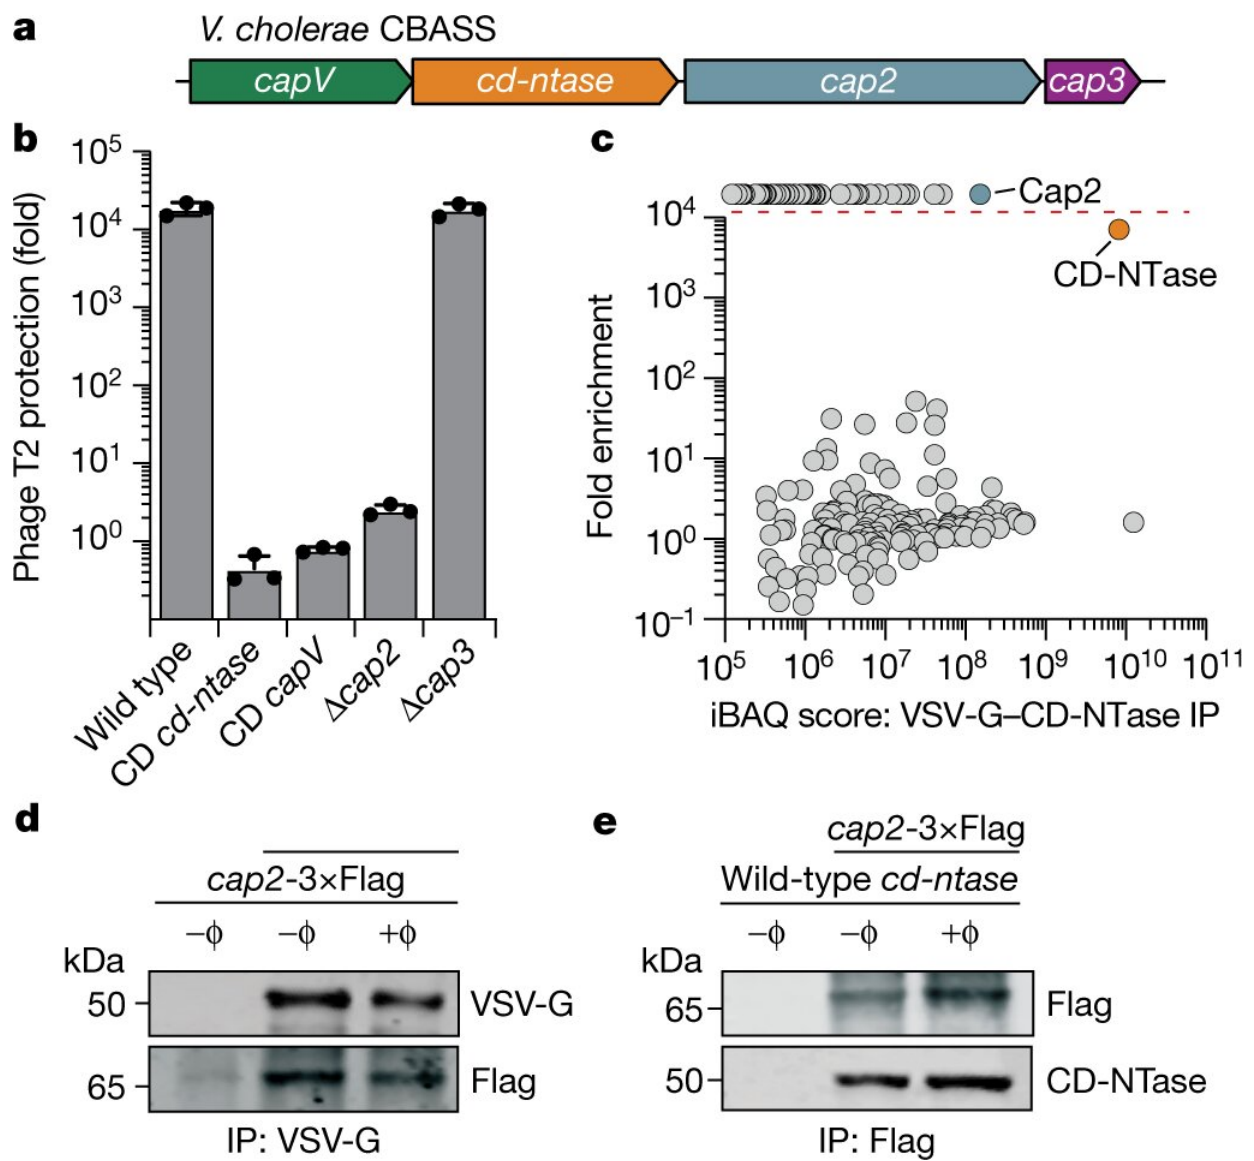 a
V. cholerae CBASS
capV cd-ntase cap2 cap3
b
Phage T2 protection (fold)
10⁵
10⁴
10³
10²
10¹
10⁰
Wild type
CD cd-ntase
CD capV
Δcap2
Δcap3
c
Fold enrichment
10⁴
10³
10²
10¹
10⁰
10⁻¹
Cap2
CD-NTase
10⁵ 10⁶ 10⁷ 10⁸ 10⁹ 10¹⁰ 10¹¹
iBAQ score: VSV-G–CD-NTase IP
d
cap2-3×Flag
−ϕ −ϕ +ϕ
kDa
50 VSV-G
65 Flag
IP: VSV-G
e
cap2-3×Flag
Wild-type cd-ntase
−ϕ −ϕ +ϕ
kDa
65 Flag
50 CD-NTase
IP: Flag